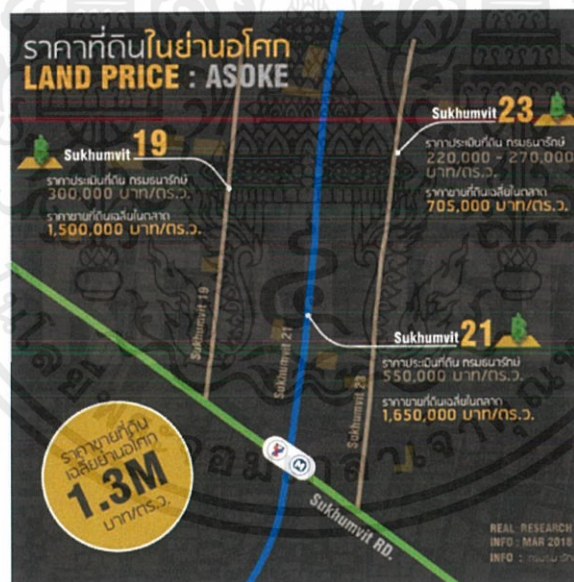 ราคาที่ดินในย่านอโศก
LAND PRICE : ASOKE
Sukhumvit 19
ราคาประเมินที่ดิน กรมธนารักษ์
300,000 บาท/ตร.ว.
ราคาขายที่ดินเฉลี่ยในตลาด
1,500,000 บาท/ตร.ว.
Sukhumvit 23
ราคาประเมินที่ดิน กรมธนารักษ์
220,000 - 270,000
บาท/ตร.ว.
ราคาขายที่ดินเฉลี่ยในตลาด
705,000 บาท/ตร.ว.
Sukhumvit 21
ราคาประเมินที่ดิน กรมธนารักษ์
550,000 บาท/ตร.ว.
ราคาขายที่ดินเฉลี่ยในตลาด
1,650,000 บาท/ตร.ว.
Sukhumvit 19
Sukhumvit 21
Sukhumvit 23
Sukhumvit RD.
ราคาขายที่ดิน
เฉลี่ยย่านอโศก
1.3M
บาท/ตร.ว.
REAL RESEARCH
INFO : MAR 2018
INFO : กรมธนารักษ์